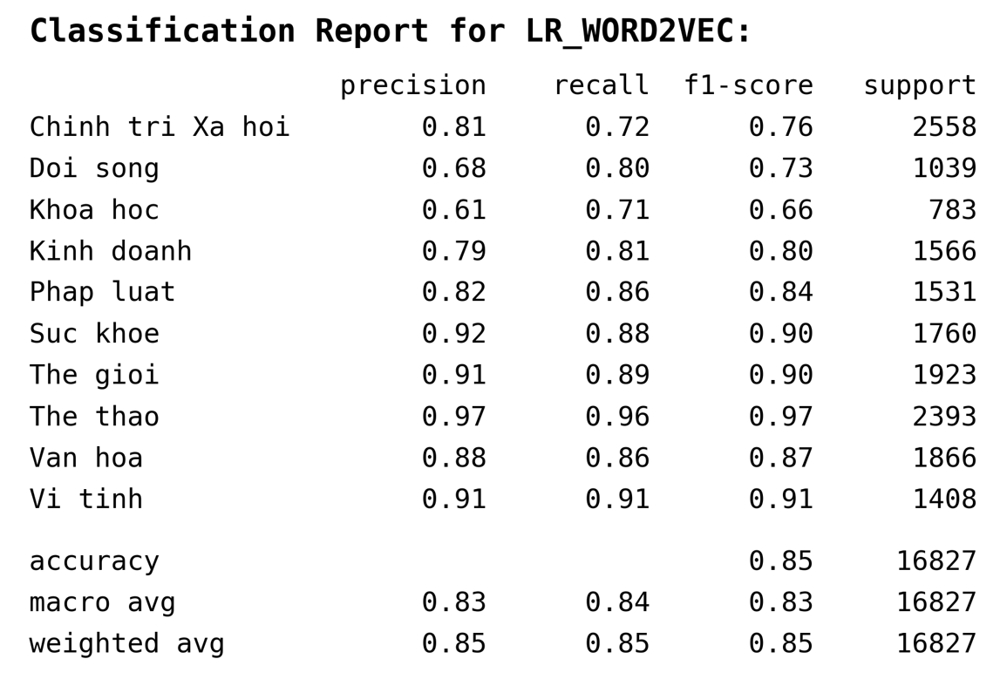 Classification Report for LR_WORD2VEC:
precision recall f1-score support
Chinh tri Xa hoi 0.81 0.72 0.76 2558
Doi song 0.68 0.80 0.73 1039
Khoa hoc 0.61 0.71 0.66 783
Kinh doanh 0.79 0.81 0.80 1566
Phap luat 0.82 0.86 0.84 1531
Suc khoe 0.92 0.88 0.90 1760
The gioi 0.91 0.89 0.90 1923
The thao 0.97 0.96 0.97 2393
Van hoa 0.88 0.86 0.87 1866
Vi tinh 0.91 0.91 0.91 1408
accuracy 0.85 16827
macro avg 0.83 0.84 0.83 16827
weighted avg 0.85 0.85 0.85 16827